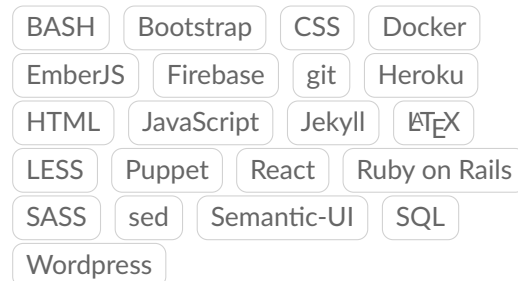 BASH Bootstrap CSS Docker
EmberJS Firebase git Heroku
HTML JavaScript Jekyll LATEX
LESS Puppet React Ruby on Rails
SASS sed Semantic-UI SQL
Wordpress